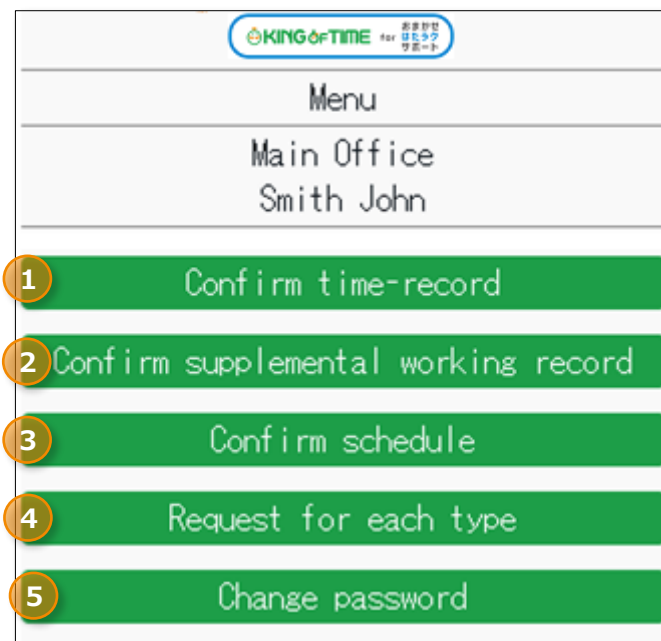 KING OF TIME for おまかせ はたラク サポート
Menu
Main Office
Smith John
1 Confirm time-record
2 Confirm supplemental working record
3 Confirm schedule
4 Request for each type
5 Change password